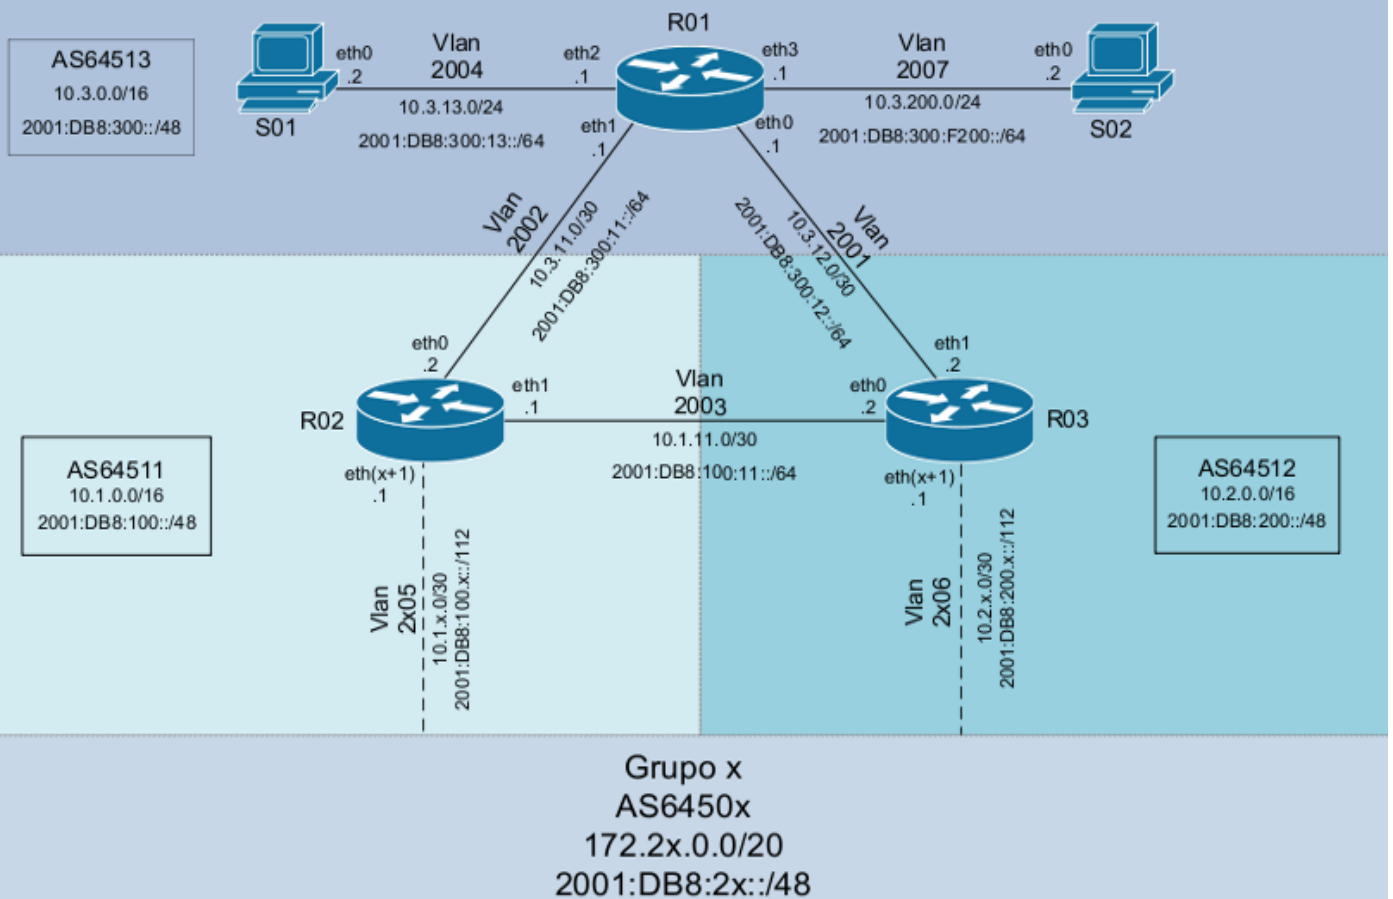 R01
AS64513
10.3.0.0/16
2001:DB8:300::/48
S01
eth0
.2
Vlan
2004
10.3.13.0/24
2001:DB8:300:13::/64
eth2
.1
eth3
.1
Vlan
2007
10.3.200.0/24
2001:DB8:300:F200::/64
eth0
.2
S02
eth1
.1
eth0
.1
Vlan
2002
10.3.11.0/30
2001:DB8:300:11::/64
Vlan
2001
10.3.12.0/30
2001:DB8:300:12::/64
eth0
.2
eth1
.2
R02
eth1
.1
Vlan
2003
10.1.11.0/30
2001:DB8:100:11::/64
eth0
.2
R03
AS64511
10.1.0.0/16
2001:DB8:100::/48
eth(x+1)
.1
eth(x+1)
.1
AS64512
10.2.0.0/16
2001:DB8:200::/48
Vlan
2x05
10.1.x.0/30
2001:DB8:100:x::/112
Vlan
2x06
10.2.x.0/30
2001:DB8:200:x::/112
Grupo x
AS6450x
172.2x.0.0/20
2001:DB8:2x::/48